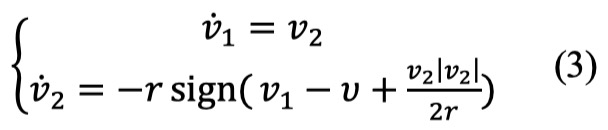 v̇₁ = v₂
v̇₂ = −r sign( v₁ − υ + v₂|v₂|/2r) (3)